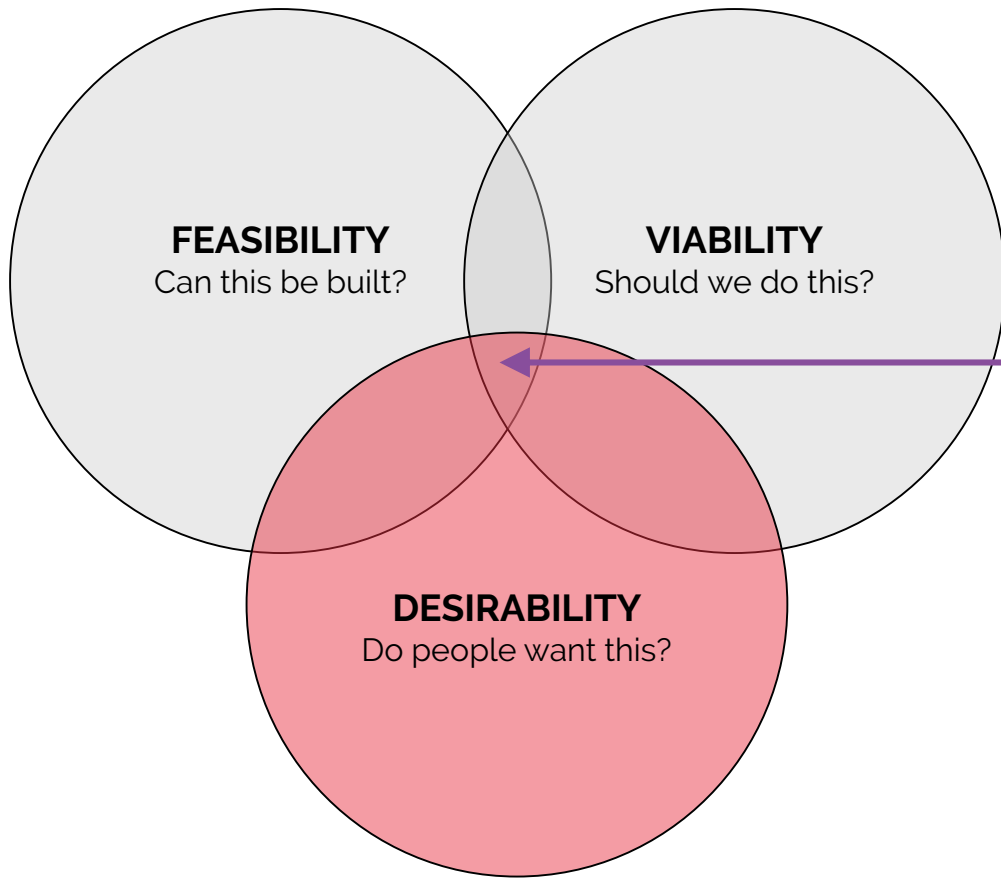 FEASIBILITY
Can this be built?
VIABILITY
Should we do this?
DESIRABILITY
Do people want this?